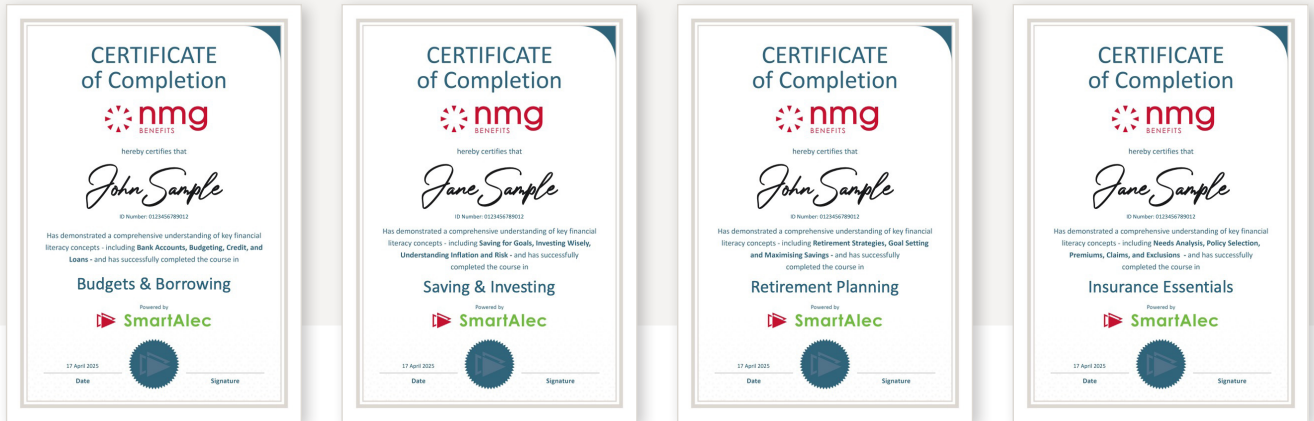 CERTIFICATE
of Completion
nmg
BENEFITS
hereby certifies that
John Sample
ID Number: 0123456789012
Has demonstrated a comprehensive understanding of key financial
literacy concepts - including Bank Accounts, Budgeting, Credit, and
Loans - and has successfully completed the course in
Budgets & Borrowing
Powered by
SmartAlec
17 April 2025
Date
Signature
CERTIFICATE
of Completion
nmg
BENEFITS
hereby certifies that
Jane Sample
ID Number: 0123456789012
Has demonstrated a comprehensive understanding of key financial
literacy concepts - including Saving for Goals, Investing Wisely,
Understanding Inflation and Risk - and has successfully
completed the course in
Saving & Investing
Powered by
SmartAlec
17 April 2025
Date
Signature
CERTIFICATE
of Completion
nmg
BENEFITS
hereby certifies that
John Sample
ID Number: 0123456789012
Has demonstrated a comprehensive understanding of key financial
literacy concepts - including Retirement Strategies, Goal Setting
and Maximising Savings - and has successfully
completed the course in
Retirement Planning
Powered by
SmartAlec
17 April 2025
Date
Signature
CERTIFICATE
of Completion
nmg
BENEFITS
hereby certifies that
Jane Sample
ID Number: 0123456789012
Has demonstrated a comprehensive understanding of key financial
literacy concepts - including Needs Analysis, Policy Selection,
Premiums, Claims, and Exclusions - and has successfully
completed the course in
Insurance Essentials
Powered by
SmartAlec
17 April 2025
Date
Signature